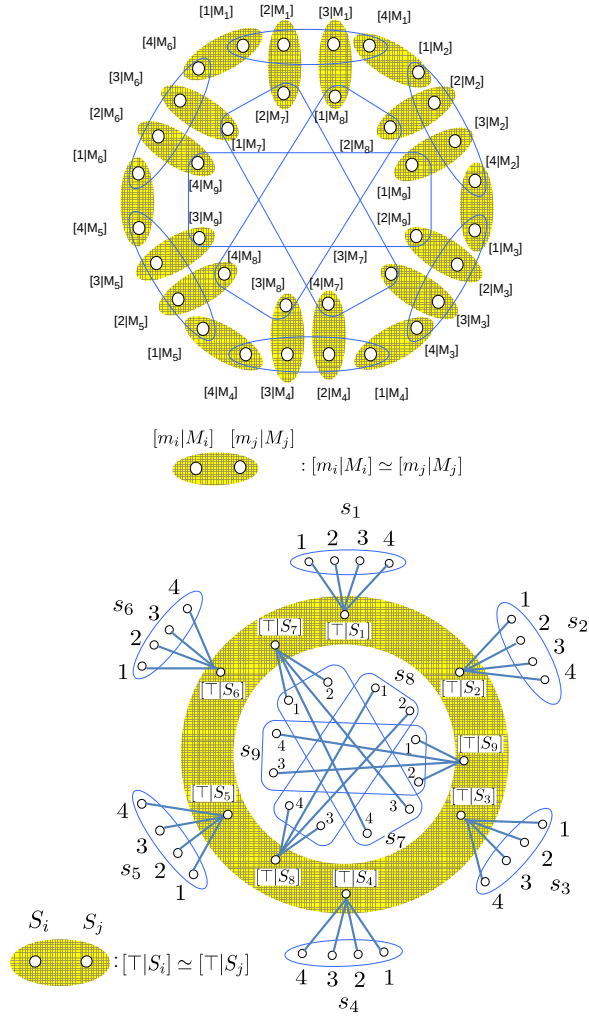 [1|M₁] [2|M₁] [3|M₁] [4|M₁]
[4|M₆] [1|M₂]
[3|M₆] [2|M₂]
[2|M₆] [2|M₇] [1|M₈] [3|M₂]
[1|M₇] [2|M₈]
[1|M₆] [4|M₂]
[4|M₉] [1|M₉]
[3|M₉] [2|M₉]
[4|M₅] [1|M₃]
[4|M₈] [3|M₇]
[3|M₅] [3|M₈] [4|M₇] [2|M₃]
[2|M₅] [3|M₃]
[1|M₅] [4|M₃]
[4|M₄] [3|M₄] [2|M₄] [1|M₄]
[mᵢ|Mᵢ] [mⱼ|Mⱼ]
: [mᵢ|Mᵢ] ≃ [mⱼ|Mⱼ]
s₁
1 2 3 4
s₆ 4 1
3 2 s₂
2 3
1 4
[⊤|S₇] [⊤|S₁]
[⊤|S₆] [⊤|S₂]
s₈
1 2 1 2
s₉ 4 1 [⊤|S₉]
3 2
[⊤|S₅] [⊤|S₃]
4 4 3 4 3 1
3 s₇ 2
s₅ 2 3 s₃
1 [⊤|S₈] [⊤|S₄] 4
Sᵢ Sⱼ
:[⊤|Sᵢ] ≃ [⊤|Sⱼ]
4 3 2 1
s₄